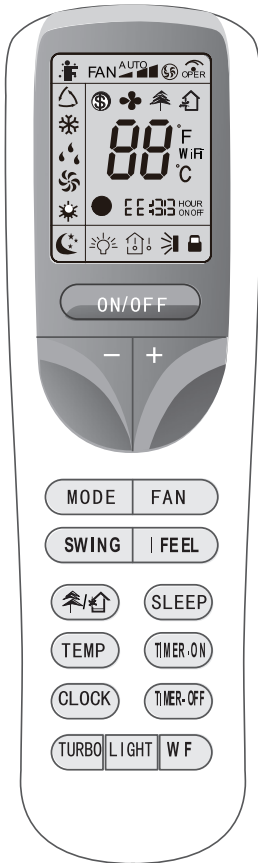 FAN AUTO OPER
88 °F
WiFi
°C
HOUR
ON OFF
ON/OFF
− +
MODE FAN
SWING I FEEL
/ SLEEP
TEMP TIMER-ON
CLOCK TIMER-OFF
TURBO LIGHT W F